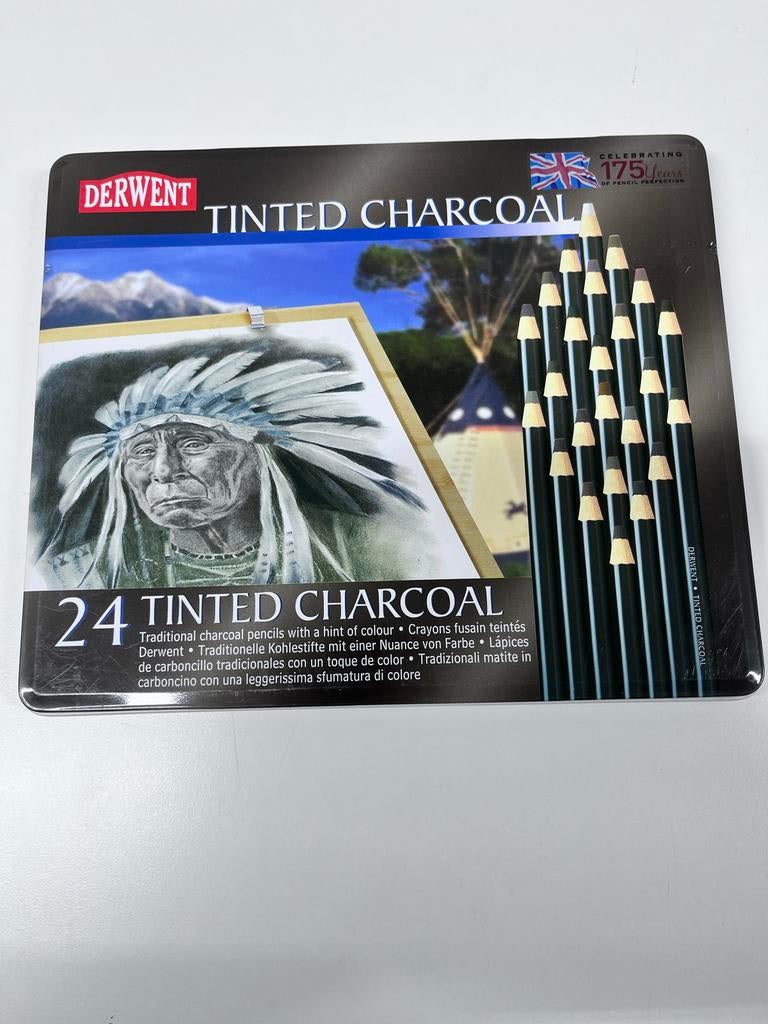 DERWENT
CELEBRATING
175 Years
OF PENCIL PERFECTION
TINTED CHARCOAL
24 TINTED CHARCOAL
Traditional charcoal pencils with a hint of colour • Crayons fusain teintés
Derwent • Traditionelle Kohlestifte mit einer Nuance von Farbe • Lápices
de carboncillo tradicionales con un toque de color • Tradizionali matite in
carboncino con una leggerissima sfumatura di colore
DERWENT • TINTED CHARCOAL